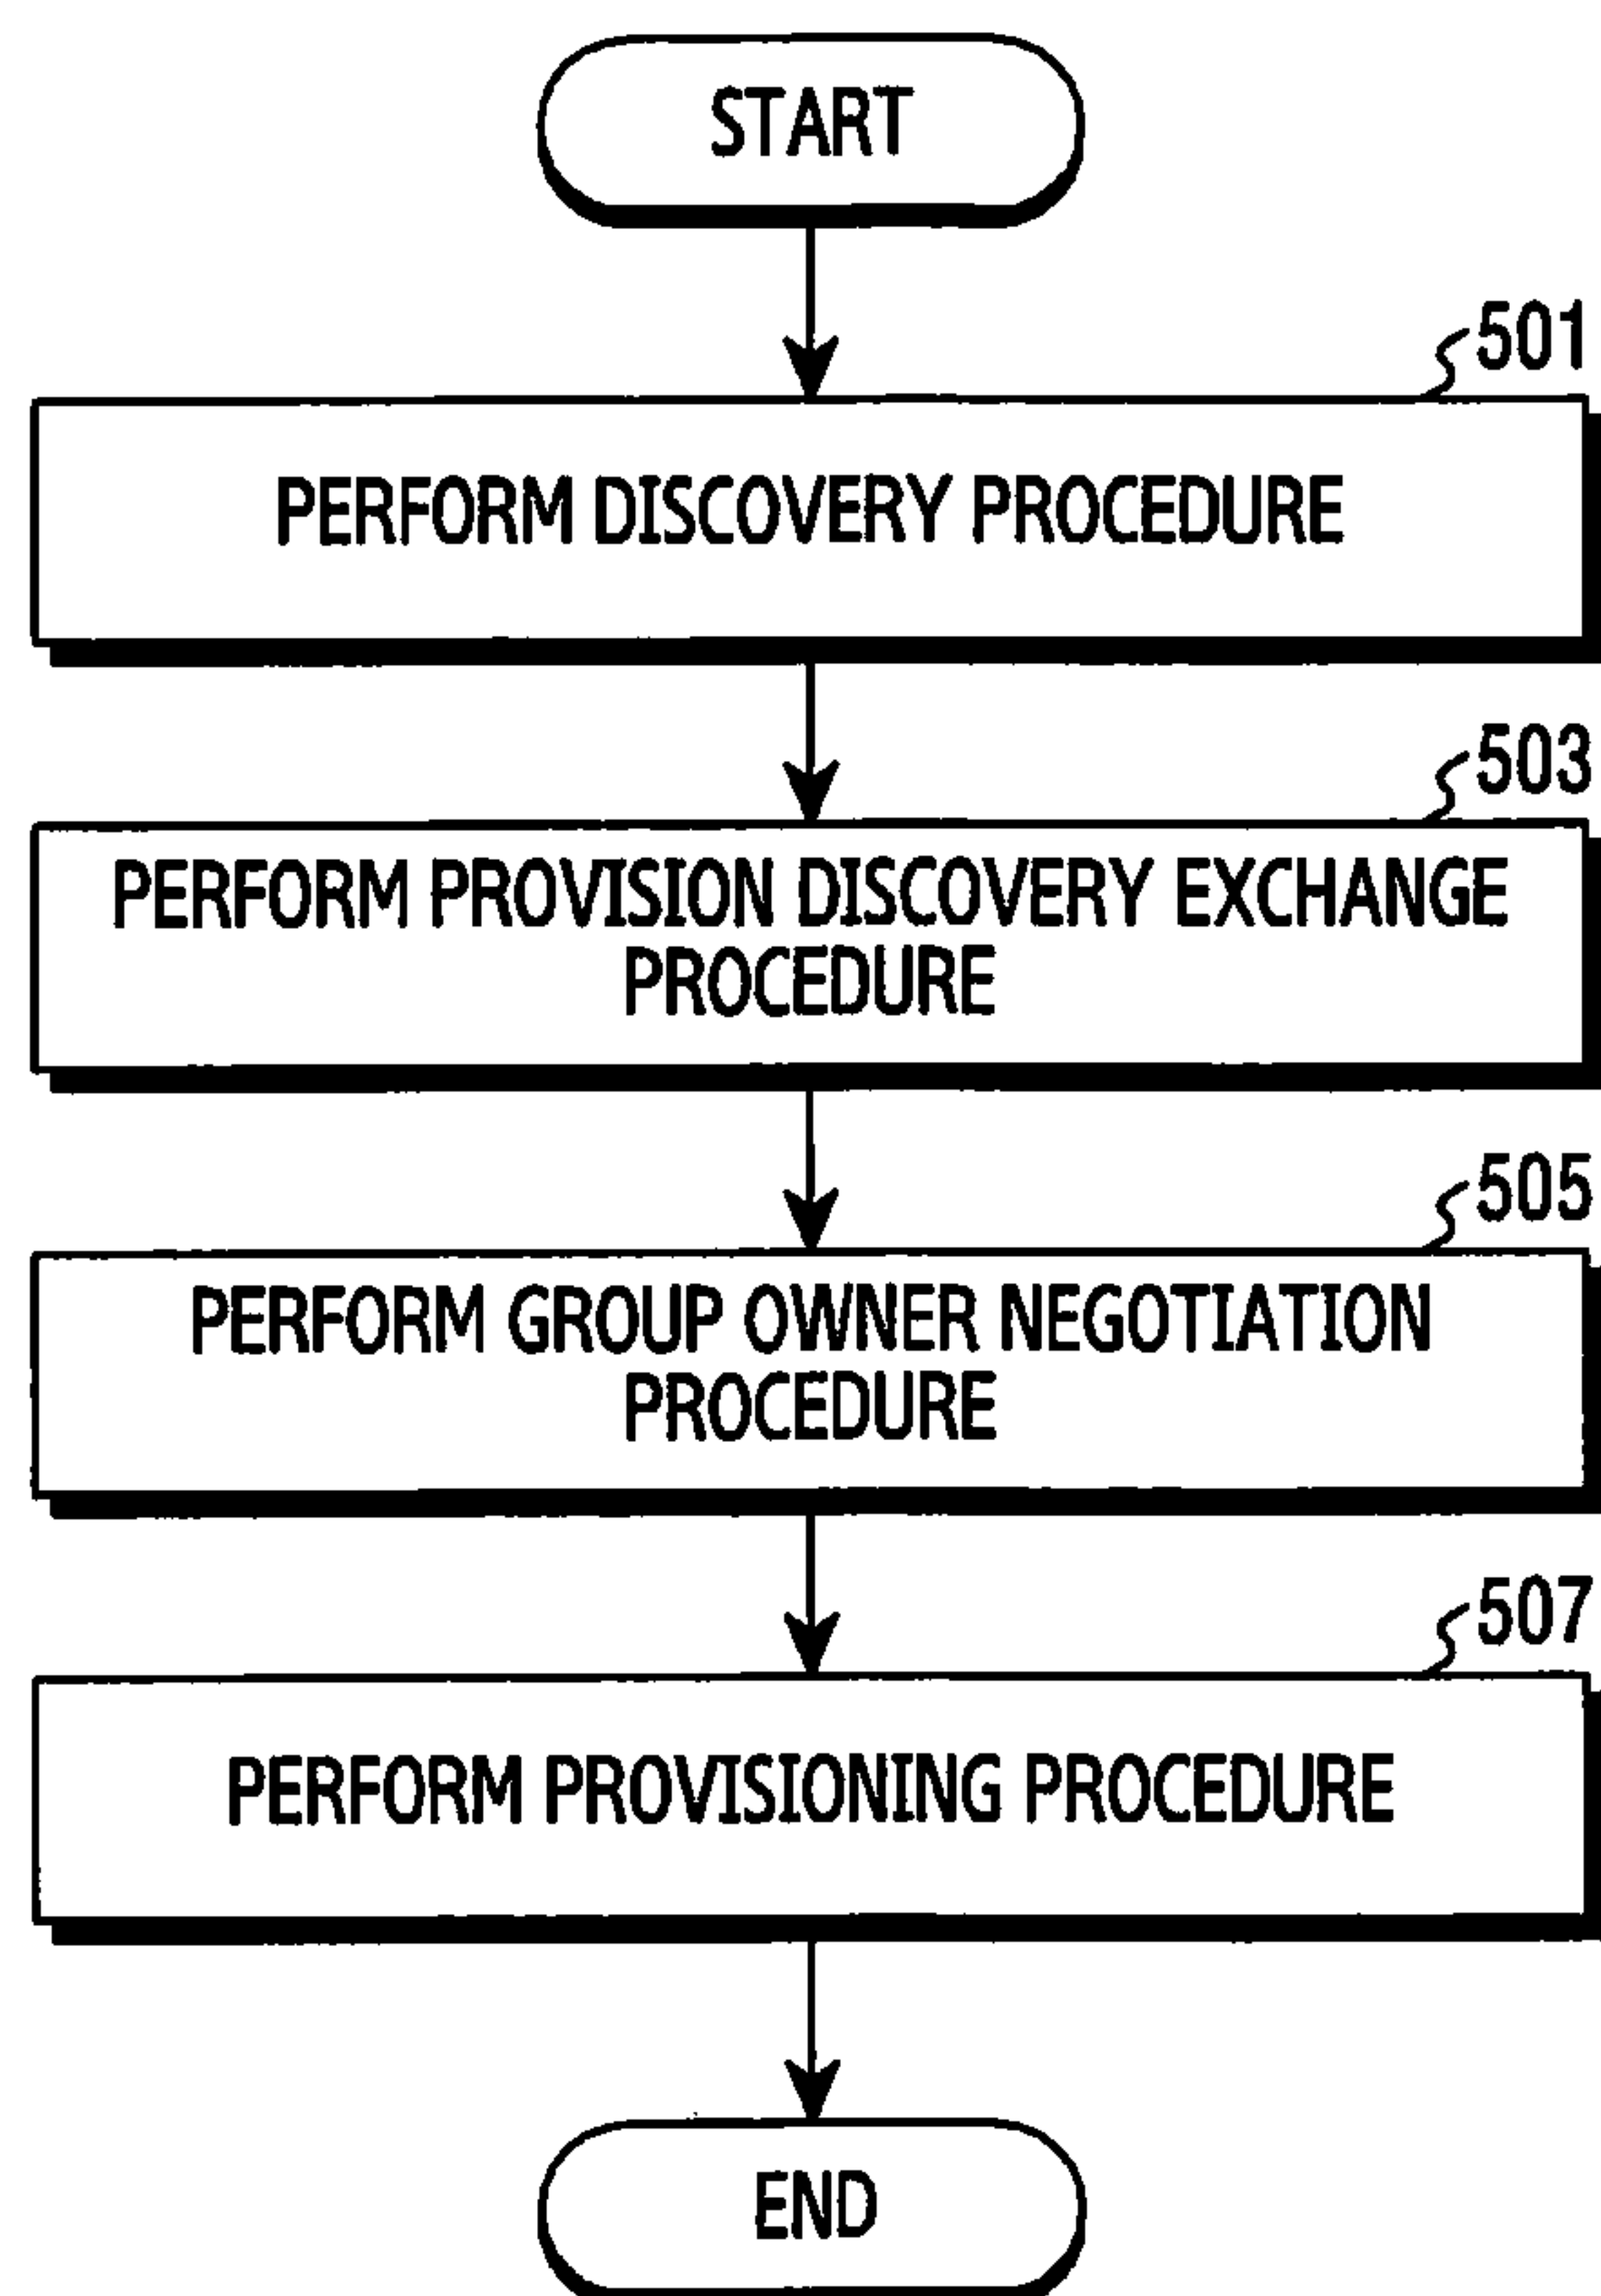 START
501
PERFORM DISCOVERY PROCEDURE
503
PERFORM PROVISION DISCOVERY EXCHANGE
PROCEDURE
505
PERFORM GROUP OWNER NEGOTIATION
PROCEDURE
507
PERFORM PROVISIONING PROCEDURE
END